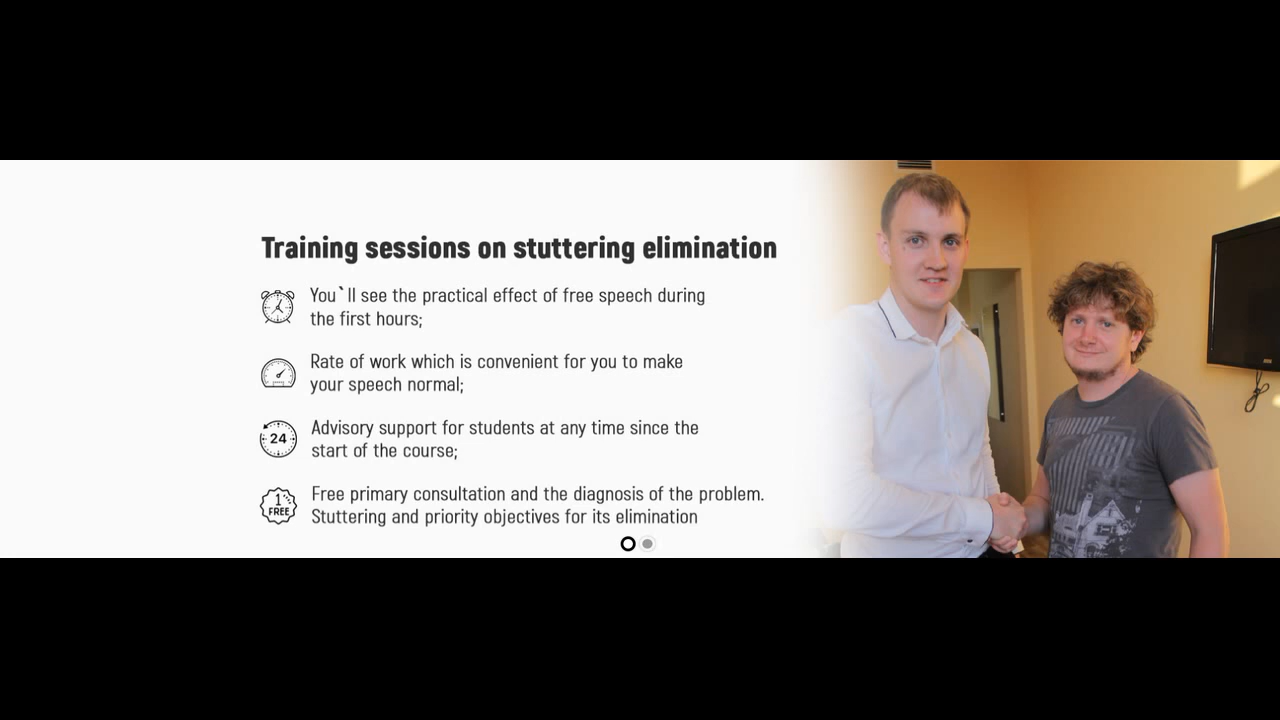 Training sessions on stuttering elimination
You`ll see the practical effect of free speech during
the first hours;
Rate of work which is convenient for you to make
your speech normal;
24
Advisory support for students at any time since the
start of the course;
1
FREE
Free primary consultation and the diagnosis of the problem.
Stuttering and priority objectives for its elimination